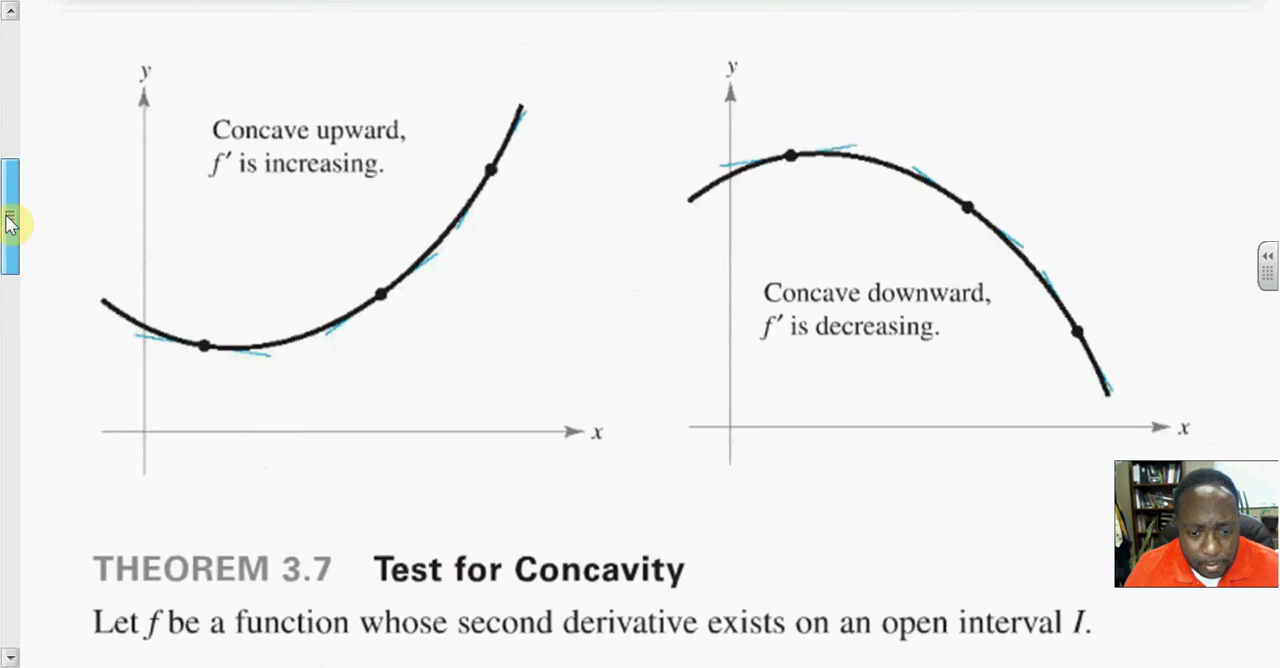 y
Concave upward,
f′ is increasing.
x
y
Concave downward,
f′ is decreasing.
x
THEOREM 3.7 Test for Concavity
Let f be a function whose second derivative exists on an open interval I.